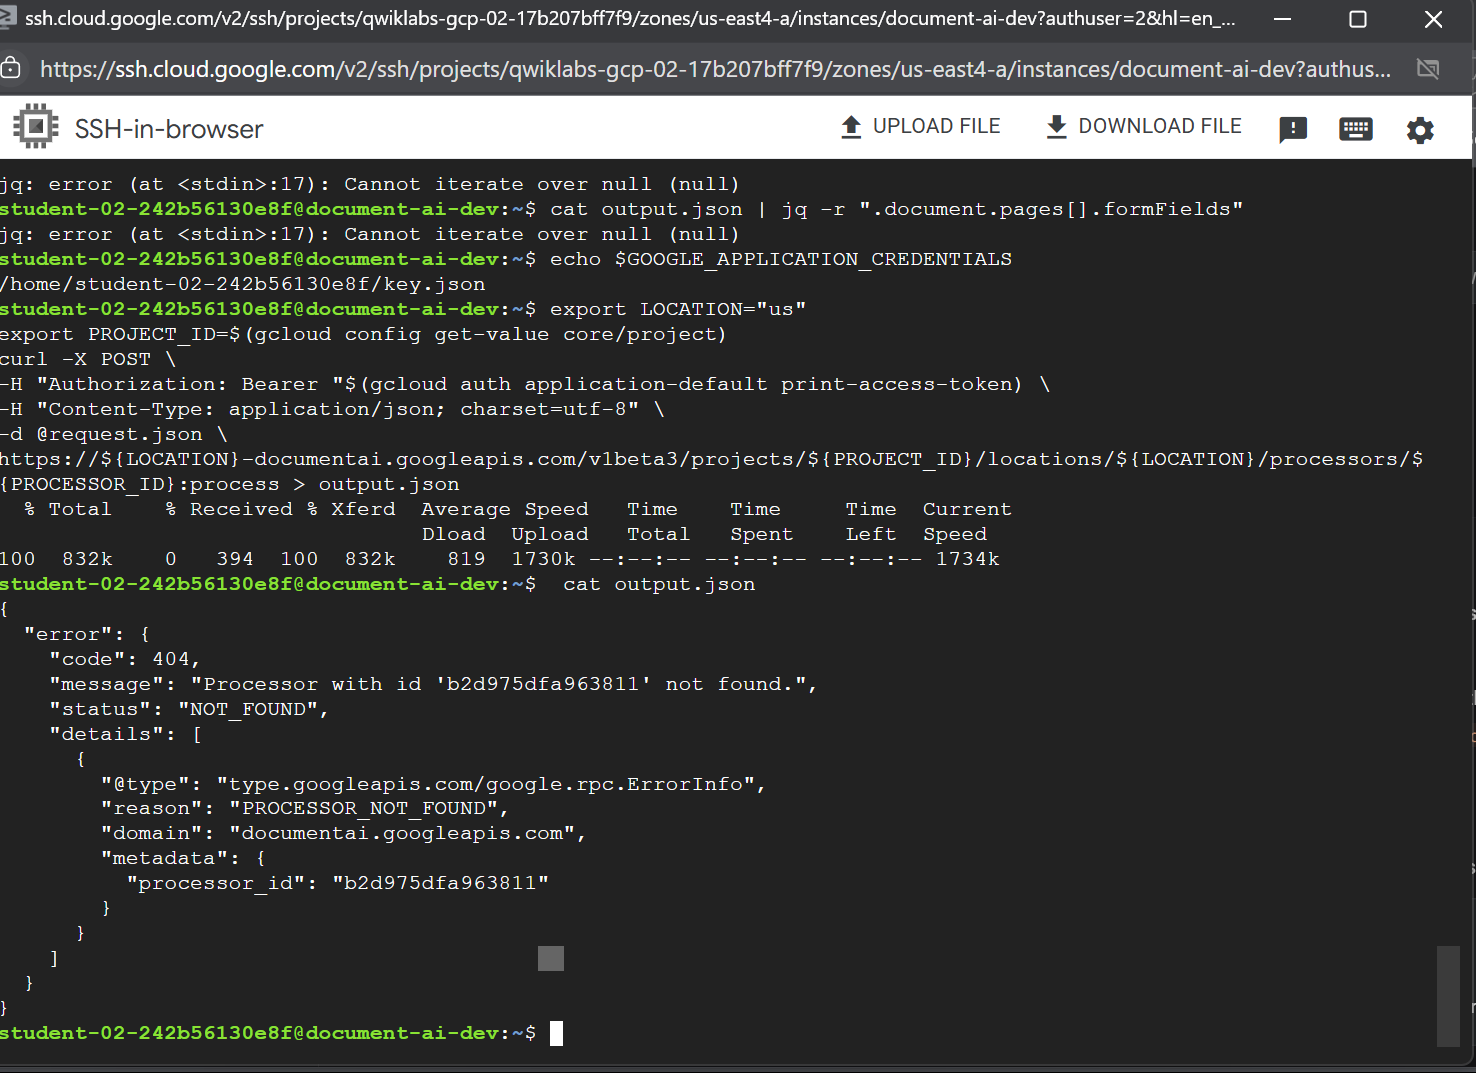 ssh.cloud.google.com/v2/ssh/projects/qwiklabs-gcp-02-17b207bff7f9/zones/us-east4-a/instances/document-ai-dev?authuser=2&hl=en_...
https://ssh.cloud.google.com/v2/ssh/projects/qwiklabs-gcp-02-17b207bff7f9/zones/us-east4-a/instances/document-ai-dev?authus...
SSH-in-browser UPLOAD FILE DOWNLOAD FILE
jq: error (at <stdin>:17): Cannot iterate over null (null)
student-02-242b56130e8f@document-ai-dev:~$ cat output.json | jq -r ".document.pages[].formFields"
jq: error (at <stdin>:17): Cannot iterate over null (null)
student-02-242b56130e8f@document-ai-dev:~$ echo $GOOGLE_APPLICATION_CREDENTIALS
/home/student-02-242b56130e8f/key.json
student-02-242b56130e8f@document-ai-dev:~$ export LOCATION="us"
export PROJECT_ID=$(gcloud config get-value core/project)
curl -X POST \
-H "Authorization: Bearer "$(gcloud auth application-default print-access-token) \
-H "Content-Type: application/json; charset=utf-8" \
-d @request.json \
https://${LOCATION}-documentai.googleapis.com/v1beta3/projects/${PROJECT_ID}/locations/${LOCATION}/processors/$
{PROCESSOR_ID}:process > output.json
% Total % Received % Xferd Average Speed Time Time Time Current
Dload Upload Total Spent Left Speed
100 832k 0 394 100 832k 819 1730k --:--:-- --:--:-- --:--:-- 1734k
student-02-242b56130e8f@document-ai-dev:~$ cat output.json
{
"error": {
"code": 404,
"message": "Processor with id 'b2d975dfa963811' not found.",
"status": "NOT_FOUND",
"details": [
{
"@type": "type.googleapis.com/google.rpc.ErrorInfo",
"reason": "PROCESSOR_NOT_FOUND",
"domain": "documentai.googleapis.com",
"metadata": {
"processor_id": "b2d975dfa963811"
}
}
]
}
}
student-02-242b56130e8f@document-ai-dev:~$